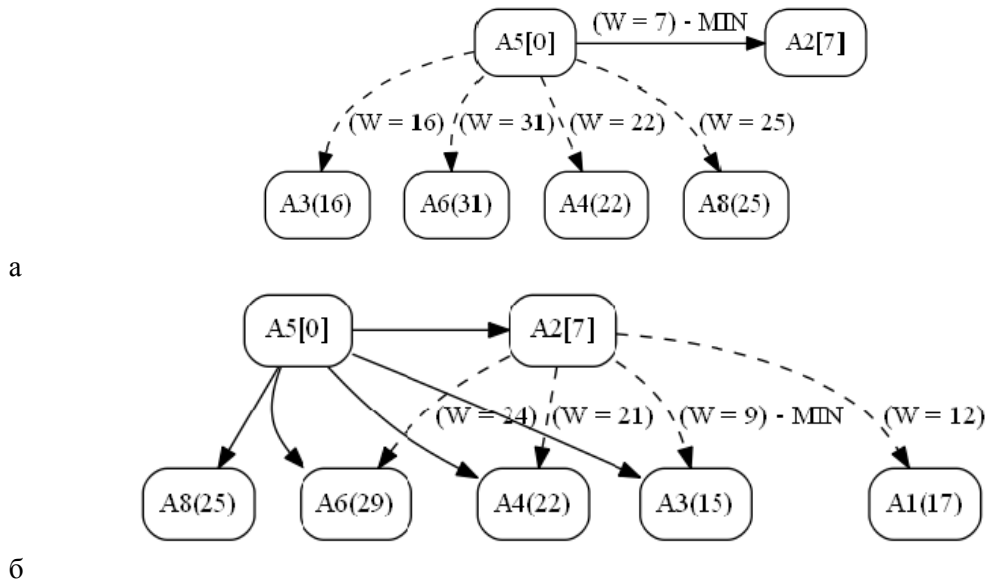 (W = 7) - MIN
A5[0] A2[7]
(W = 16) (W = 31) (W = 22) (W = 25)
A3(16) A6(31) A4(22) A8(25)
а
A5[0] A2[7]
(W = 24) (W = 21) (W = 9) - MIN (W = 12)
A8(25) A6(29) A4(22) A3(15) A1(17)
б